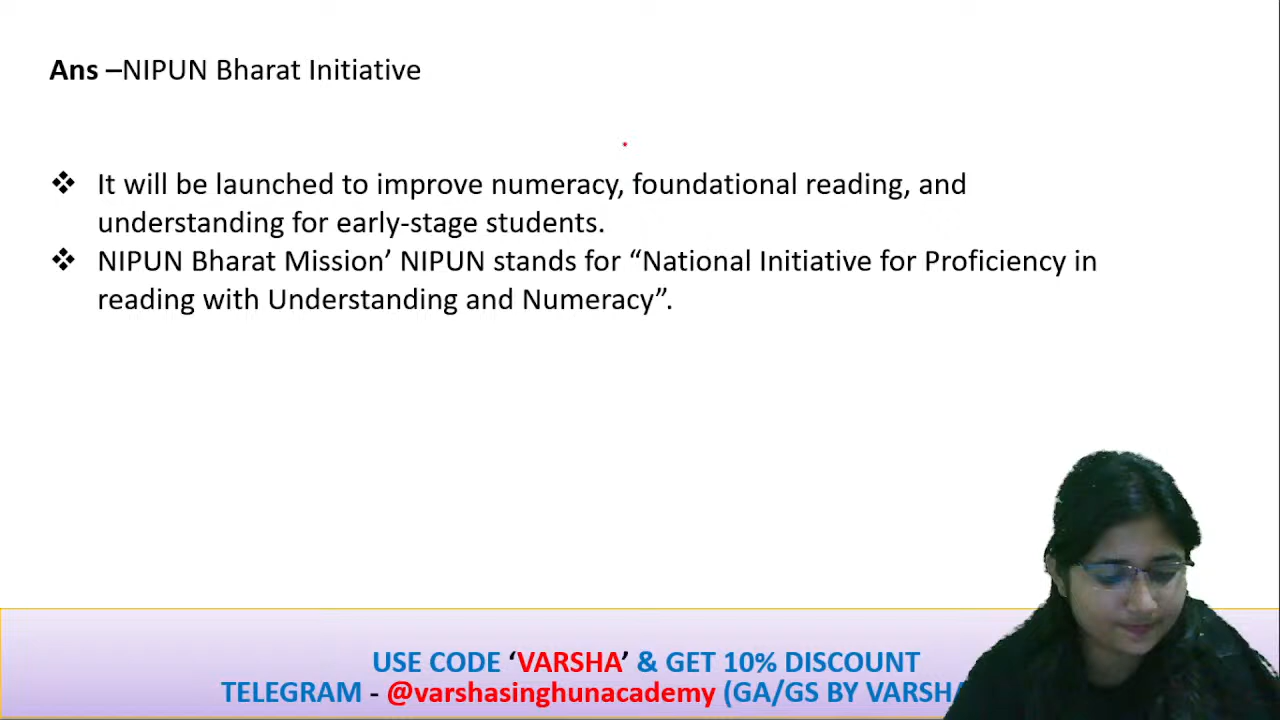 Ans –NIPUN Bharat Initiative
❖ It will be launched to improve numeracy, foundational reading, and
understanding for early-stage students.
❖ NIPUN Bharat Mission’ NIPUN stands for “National Initiative for Proficiency in
reading with Understanding and Numeracy”.
USE CODE ‘VARSHA’ & GET 10% DISCOUNT
TELEGRAM - @varshasinghunacademy (GA/GS BY VARSHA